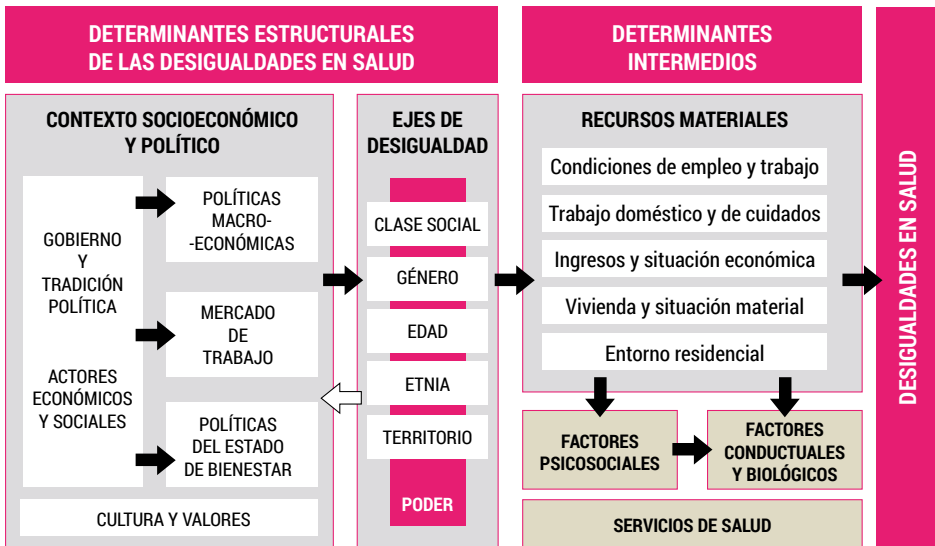 DETERMINANTES ESTRUCTURALES
DE LAS DESIGUALDADES EN SALUD
DETERMINANTES
INTERMEDIOS
CONTEXTO SOCIOECONÓMICO
Y POLÍTICO
GOBIERNO
Y
TRADICIÓN
POLÍTICA
ACTORES
ECONÓMICOS
Y SOCIALES
POLÍTICAS
MACRO-
-ECONÓMICAS
MERCADO
DE
TRABAJO
POLÍTICAS
DEL ESTADO
DE BIENESTAR
CULTURA Y VALORES
EJES DE
DESIGUALDAD
CLASE SOCIAL
GÉNERO
EDAD
ETNIA
TERRITORIO
PODER
RECURSOS MATERIALES
Condiciones de empleo y trabajo
Trabajo doméstico y de cuidados
Ingresos y situación económica
Vivienda y situación material
Entorno residencial
FACTORES
PSICOSOCIALES
FACTORES
CONDUCTUALES
Y BIOLÓGICOS
SERVICIOS DE SALUD
DESIGUALDADES EN SALUD